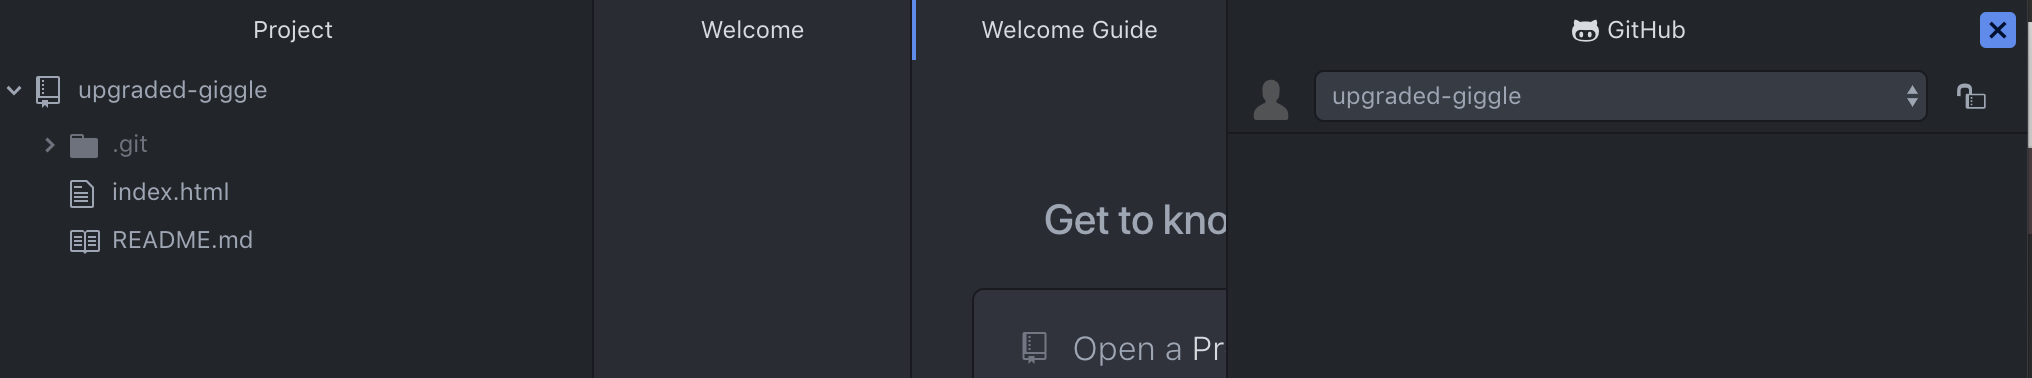 Project
Welcome
Welcome Guide
GitHub
upgraded-giggle
upgraded-giggle
.git
index.html
README.md
Get to kno
Open a Pr